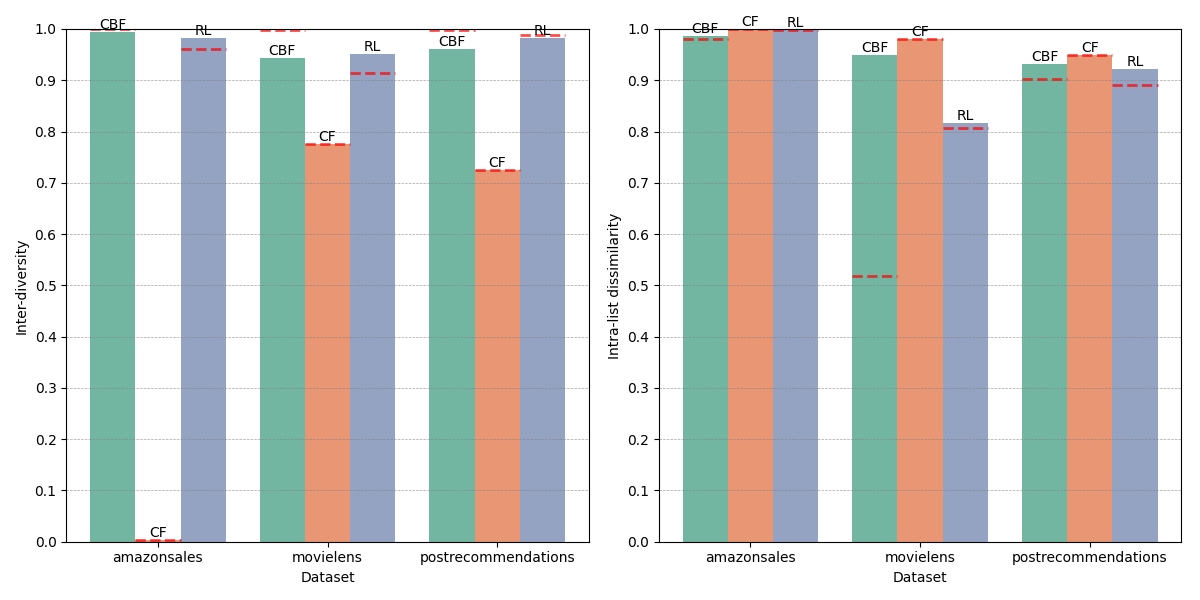 Inter-diversity
1.0
0.9
0.8
0.7
0.6
0.5
0.4
0.3
0.2
0.1
0.0
CBF
CF
RL
CBF
CF
RL
CBF
CF
RL
amazonsales
movielens
postrecommendations
Dataset
Intra-list dissimilarity
1.0
0.9
0.8
0.7
0.6
0.5
0.4
0.3
0.2
0.1
0.0
CBF
CF
RL
CBF
CF
RL
CBF
CF
RL
amazonsales
movielens
postrecommendations
Dataset